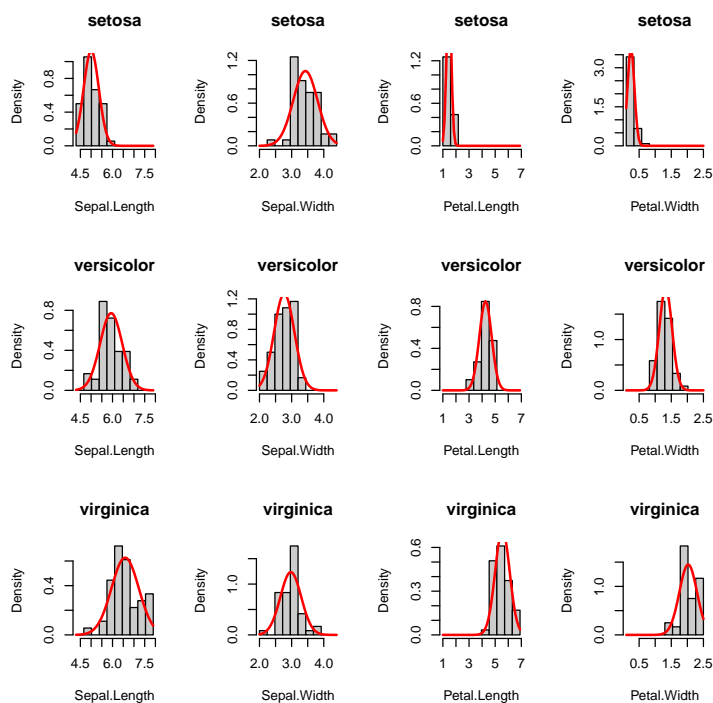 setosa setosa setosa setosa
Density 0.0 0.4 0.8
4.5 6.0 7.5
Sepal.Length
Density 0.0 0.6 1.2
2.0 3.0 4.0
Sepal.Width
Density 0.0 0.6 1.2
1 3 5 7
Petal.Length
Density 0.0 1.5 3.0
0.5 1.5 2.5
Petal.Width
versicolor versicolor versicolor versicolor
Density 0.0 0.4 0.8
4.5 6.0 7.5
Sepal.Length
Density 0.0 0.4 0.8 1.2
2.0 3.0 4.0
Sepal.Width
Density 0.0 0.4 0.8
1 3 5 7
Petal.Length
Density 0.0 1.0
0.5 1.5 2.5
Petal.Width
virginica virginica virginica virginica
Density 0.0 0.4
4.5 6.0 7.5
Sepal.Length
Density 0.0 1.0
2.0 3.0 4.0
Sepal.Width
Density 0.0 0.3 0.6
1 3 5 7
Petal.Length
Density 0.0 1.0
0.5 1.5 2.5
Petal.Width